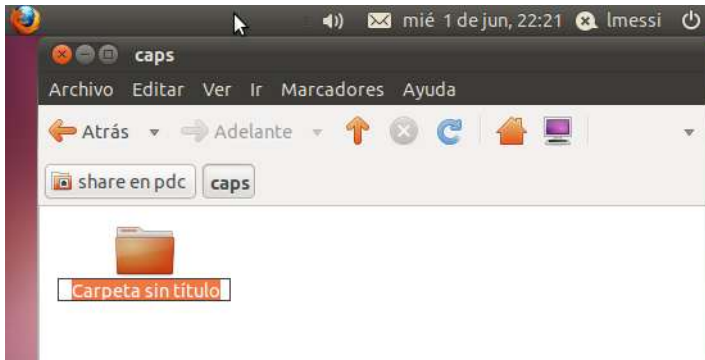 mié 1 de jun, 22:21 lmessi
caps
Archivo Editar Ver Ir Marcadores Ayuda
Atrás Adelante
share en pdc caps
Carpeta sin título